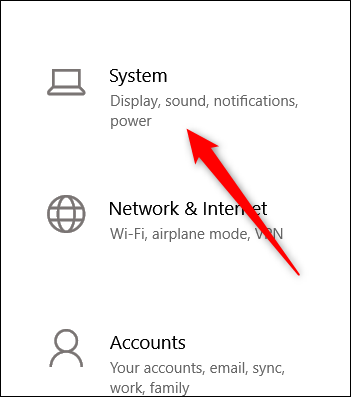 System
Display, sound, notifications,
power
Network & Internet
Wi-Fi, airplane mode, VPN
Accounts
Your accounts, email, sync,
work, family